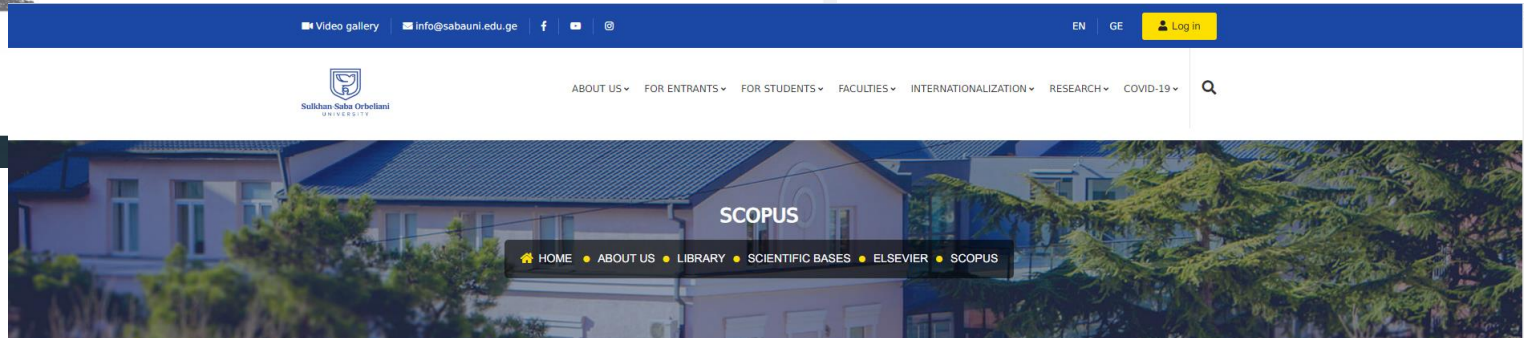 Video gallery info@sabauni.edu.ge EN GE Log in
Sulkhan-Saba Orbeliani
UNIVERSITY
ABOUT US FOR ENTRANTS FOR STUDENTS FACULTIES INTERNATIONALIZATION RESEARCH COVID-19
SCOPUS
HOME ● ABOUT US ● LIBRARY ● SCIENTIFIC BASES ● ELSEVIER ● SCOPUS